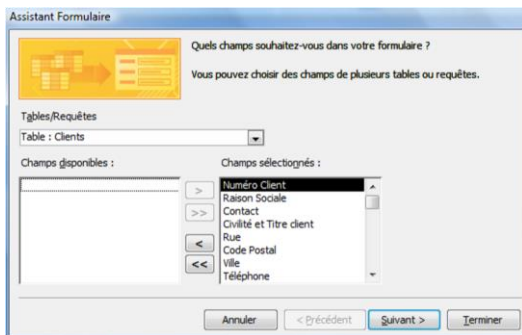 Assistant Formulaire
Quels champs souhaitez-vous dans votre formulaire ?
Vous pouvez choisir des champs de plusieurs tables ou requêtes.
Tables/Requêtes
Table : Clients
Champs disponibles :
Champs sélectionnés :
>
>>
<
<<
Numéro Client
Raison Sociale
Contact
Civilité et Titre client
Rue
Code Postal
Ville
Téléphone
Annuler
< Précédent
Suivant >
Terminer